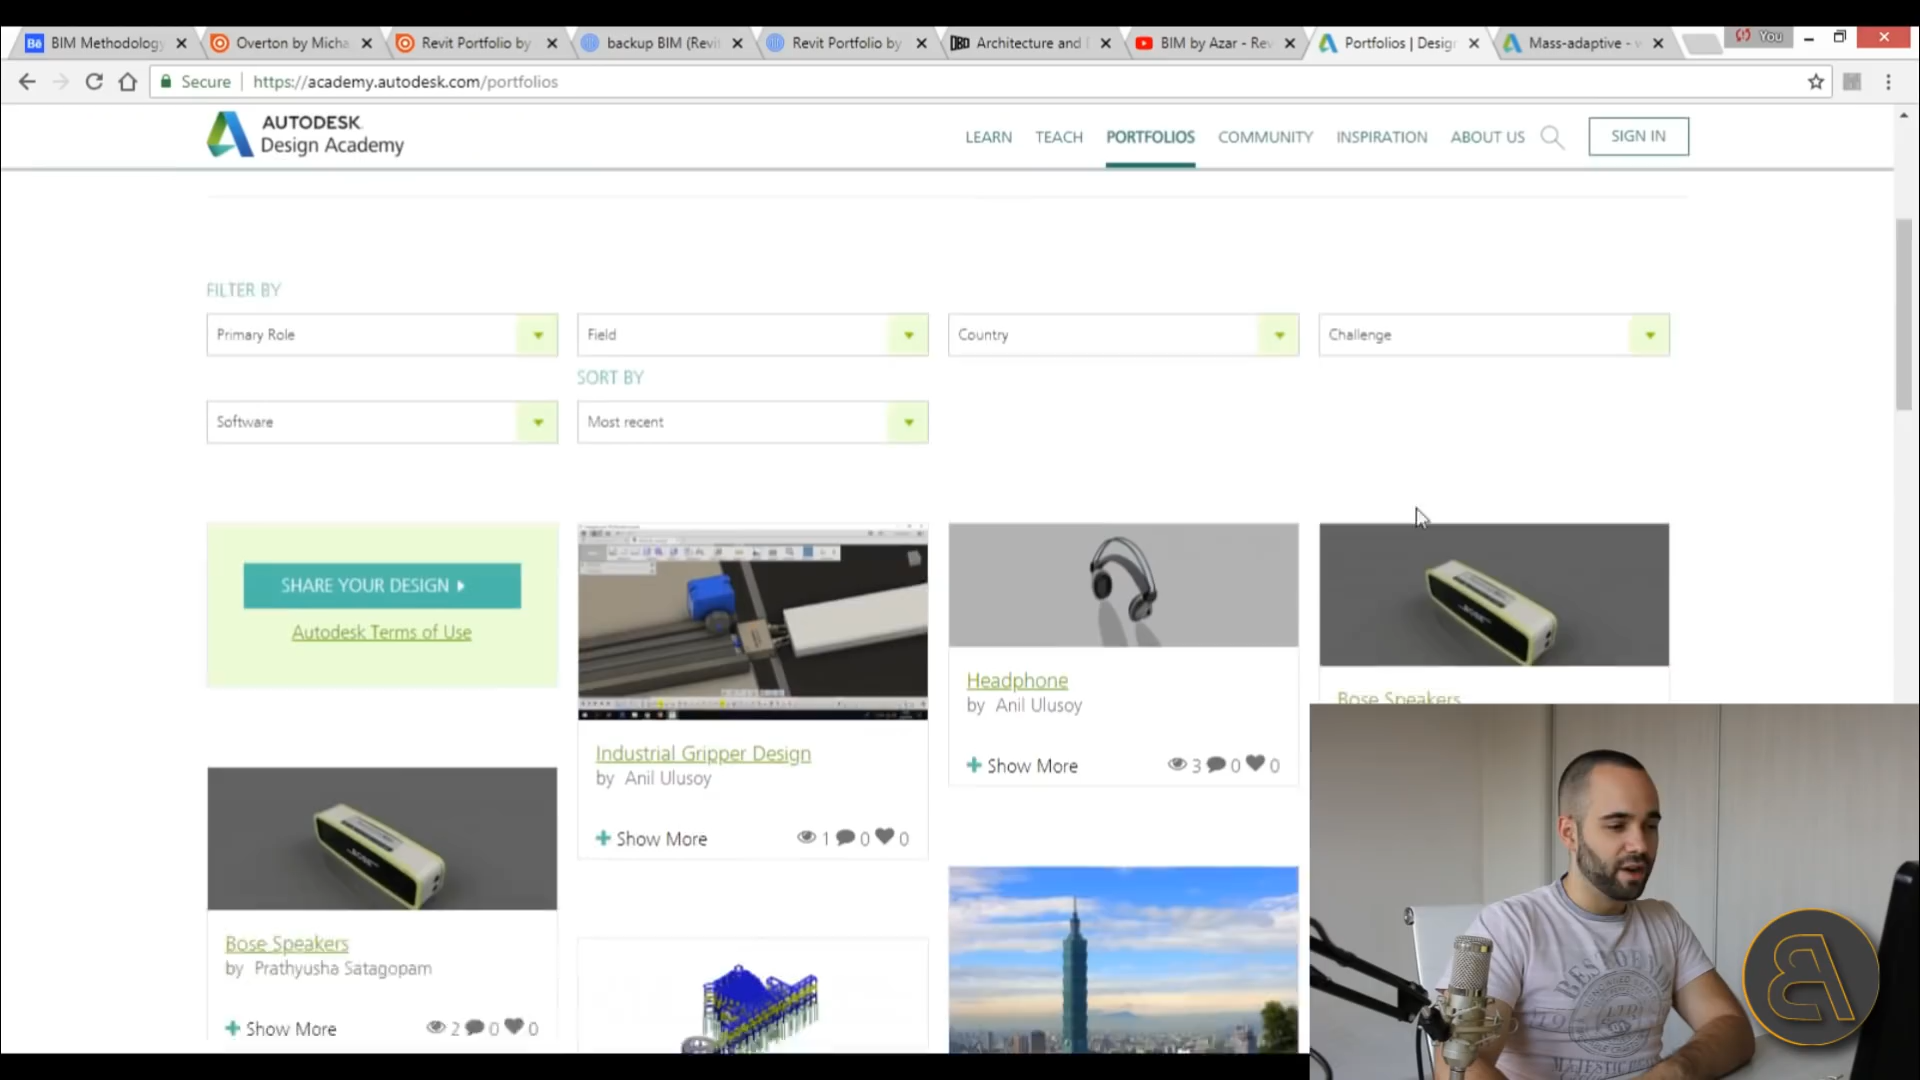 BIM Methodology
Overton by Micha
Revit Portfolio by
backup BIM (Revi
Revit Portfolio by
Architecture and
BIM by Azar - Re
Portfolios | Desig
Mass-adaptive -
You
Secure
https://academy.autodesk.com/portfolios
AUTODESK
Design Academy
LEARN
TEACH
PORTFOLIOS
COMMUNITY
INSPIRATION
ABOUT US
SIGN IN
FILTER BY
Primary Role
Field
Country
Challenge
SORT BY
Software
Most recent
SHARE YOUR DESIGN
Autodesk Terms of Use
Headphone
by Anil Ulusoy
Show More
3
0
0
Bose Speakers
Industrial Gripper Design
by Anil Ulusoy
Show More
1
0
0
Bose Speakers
by Prathyusha Satagopam
Show More
2
0
0